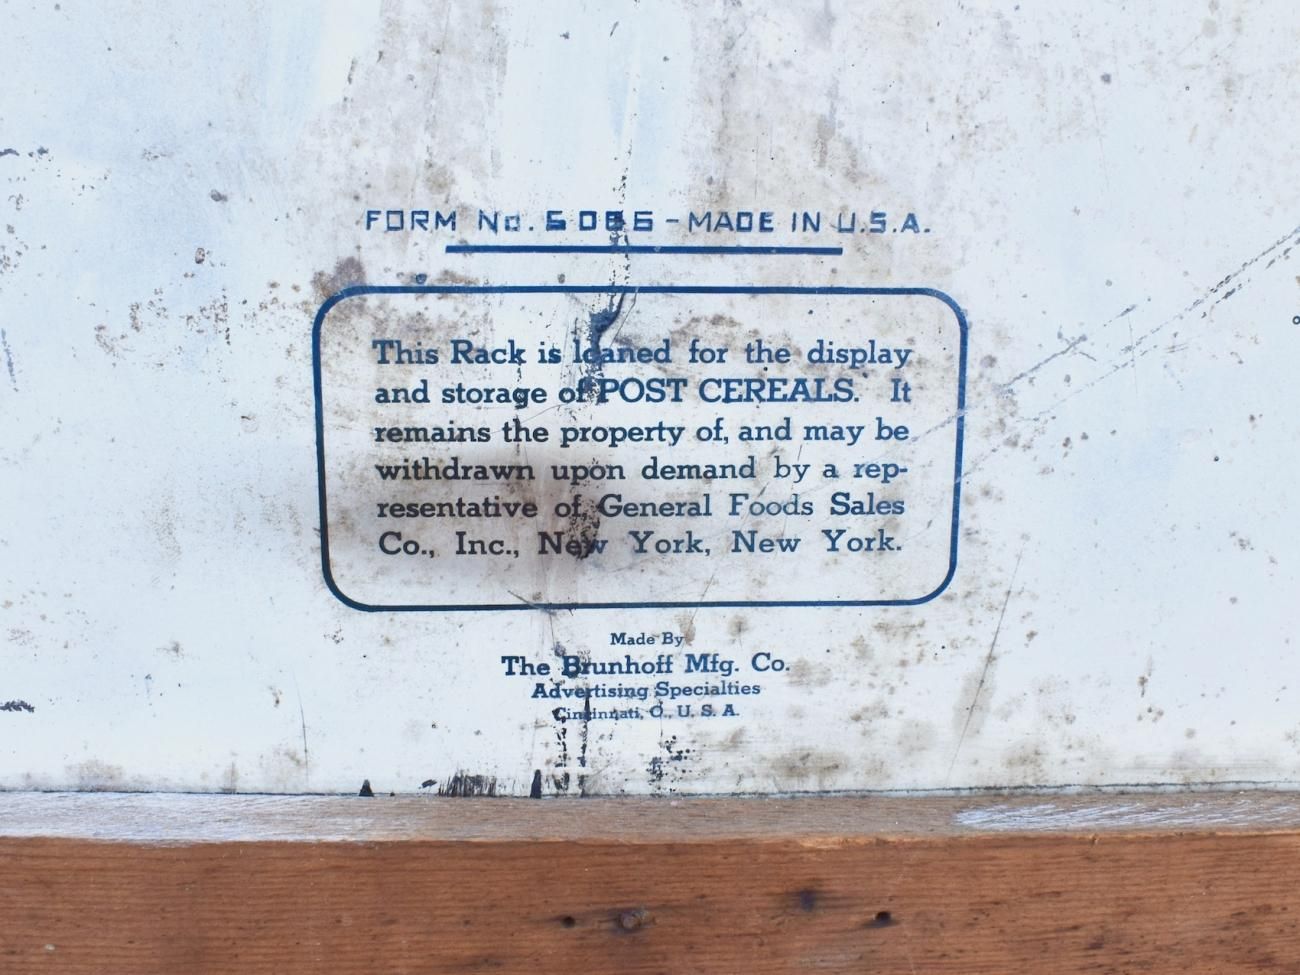 FORM No. 5086 - MADE IN U.S.A.
This Rack is loaned for the display
and storage of POST CEREALS. It
remains the property of, and may be
withdrawn upon demand by a rep-
resentative of, General Foods Sales
Co., Inc., New York, New York.
Made By
The Brunhoff Mfg. Co.
Advertising Specialties
Cincinnati, O., U. S. A.